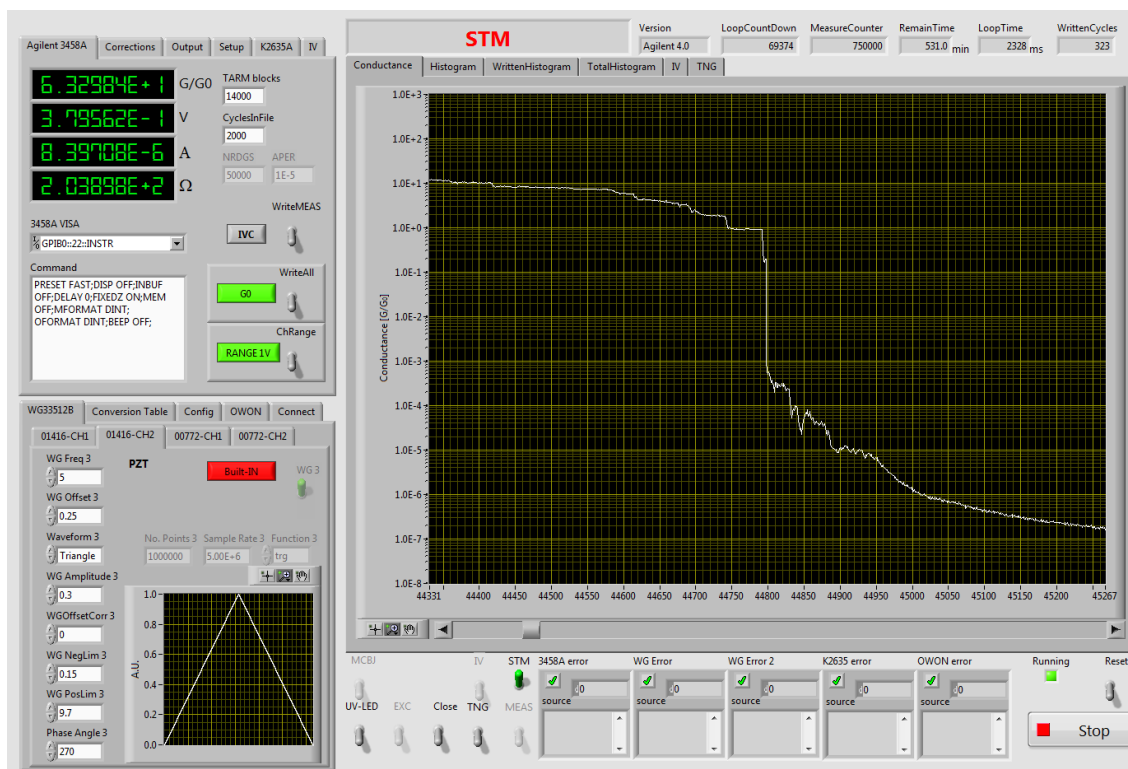 STM
Version
LoopCountDown
MeasureCounter
RemainTime
LoopTime
WrittenCycles
Agilent 4.0
69374
750000
531.0 min
2328 ms
323
Agilent 3458A
Corrections
Output
Setup
K2635A
IV
6.32984E+1 G/G0
3.79562E-1 V
8.39708E-6 A
2.03898E+2 Ω
TARM blocks
14000
CyclesInFile
2000
NRDGS
APER
50000
1E-5
WriteMEAS
IVC
3458A VISA
GPIB0::22::INSTR
Command
PRESET FAST;DISP OFF;INBUF
OFF;DELAY 0;FIXEDZ ON;MEM
OFF;MFORMAT DINT;
OFORMAT DINT;BEEP OFF;
WriteAll
G0
ChRange
RANGE 1V
Conductance
Histogram
WrittenHistogram
TotalHistogram
IV
TNG
Conductance [G/G₀]
1.0E+3
1.0E+2
1.0E+1
1.0E+0
1.0E-1
1.0E-2
1.0E-3
1.0E-4
1.0E-5
1.0E-6
1.0E-7
1.0E-8
44331
44400
44450
44500
44550
44600
44650
44700
44750
44800
44850
44900
44950
45000
45050
45100
45150
45200
45267
WG33512B
Conversion Table
Config
OWON
Connect
01416-CH1
01416-CH2
00772-CH1
00772-CH2
WG Freq 3
5
PZT
Built-IN
WG 3
WG Offset 3
0.25
Waveform 3
Triangle
No. Points 3
Sample Rate 3
Function 3
1000000
5.00E+6
trg
WG Amplitude 3
0.3
WGOffsetCorr 3
0
WG NegLim 3
0.15
WG PosLim 3
9.7
Phase Angle 3
270
A.U.
1.0
0.8
0.6
0.4
0.2
0.0
MCBJ
IV
STM
UV-LED
EXC
Close
TNG
MEAS
3458A error
0
source
WG Error
0
source
WG Error 2
0
source
K2635 error
0
source
OWON error
0
source
Running
Reset
Stop